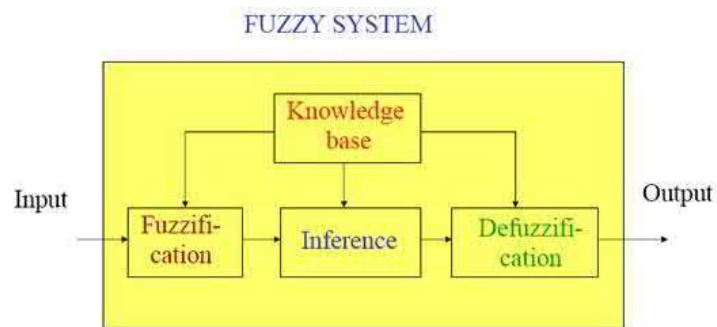 FUZZY SYSTEM
Knowledge
base
Input
Output
Fuzzifi-
cation
Inference
Defuzzifi-
cation